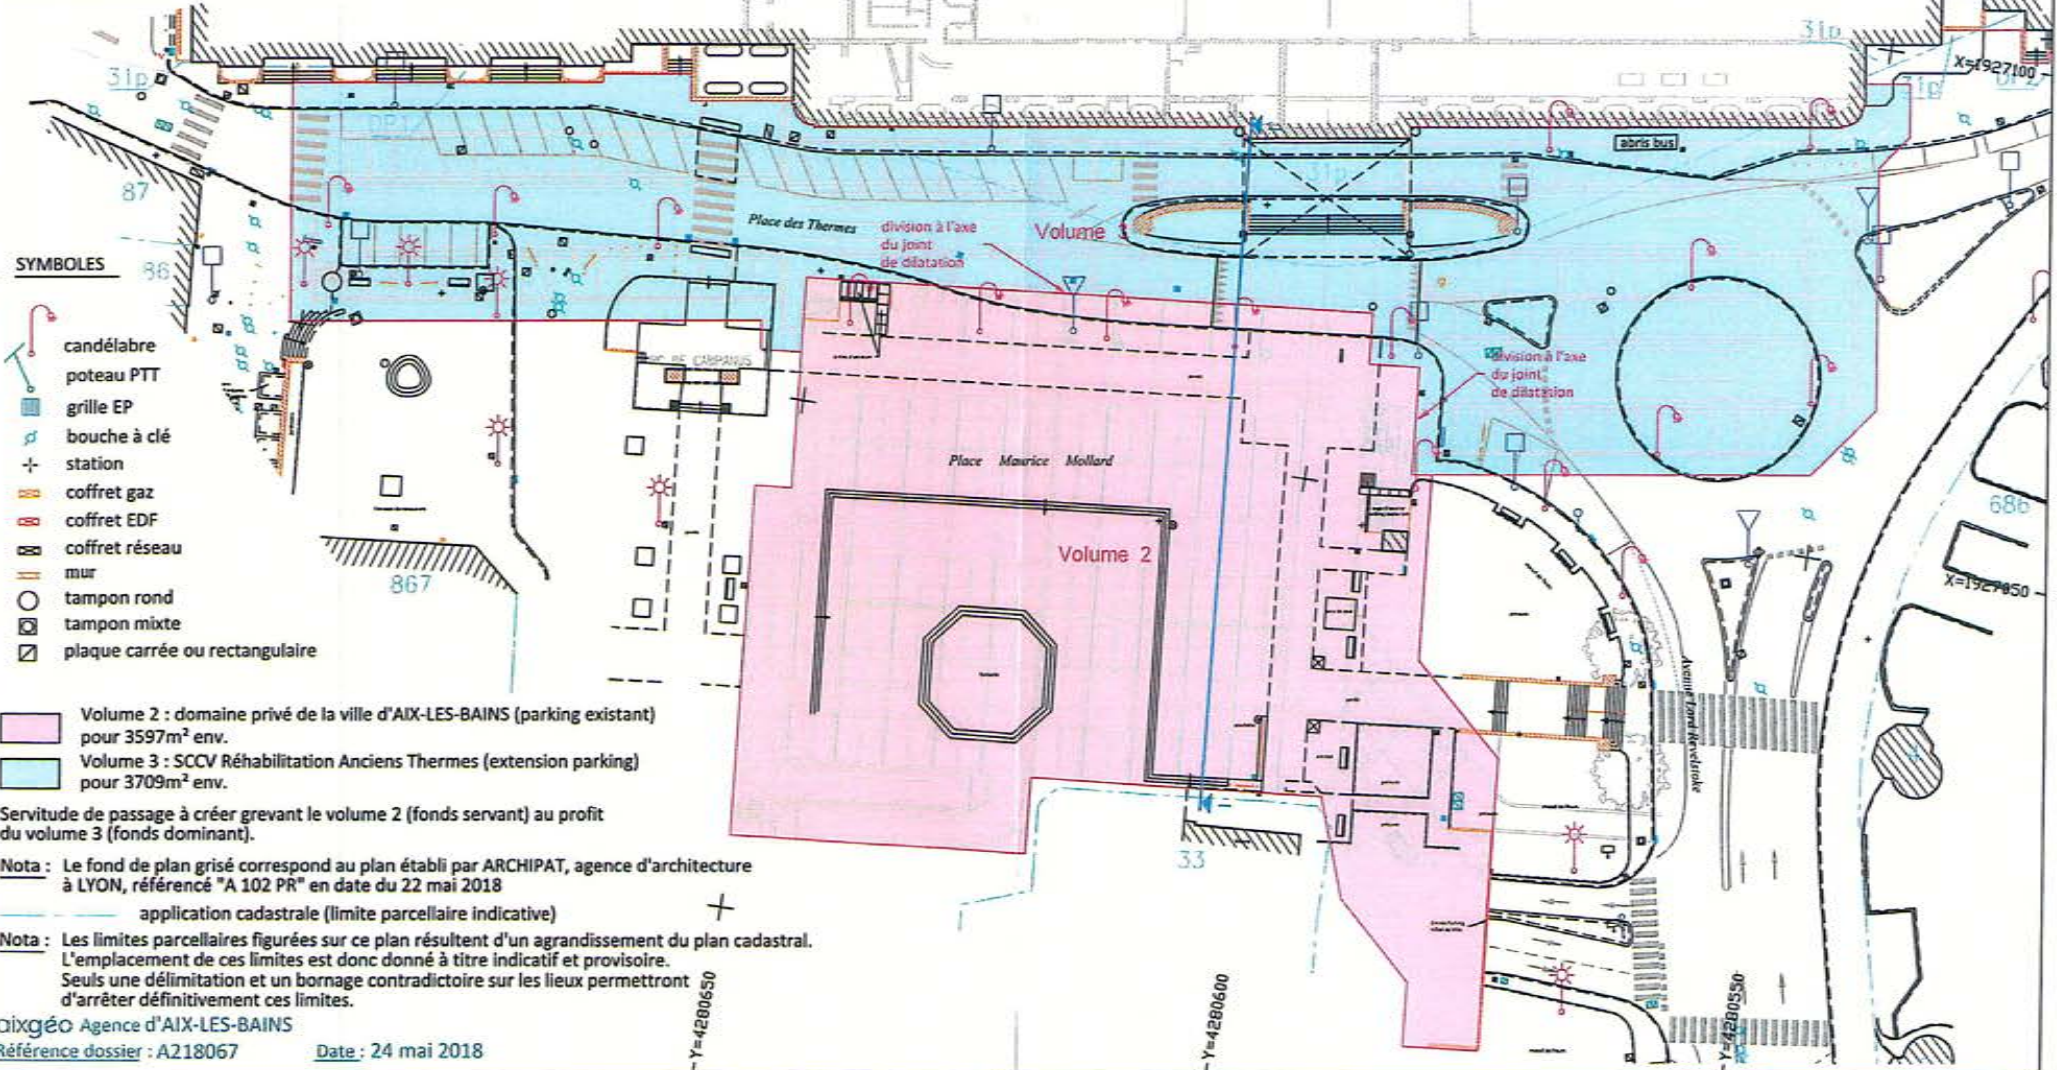 31p
31p
X=1927100
31p
DP12
abris bus
87
Place des Thermes
division à l'axe
du joint
de dilatation
Volume 3
31p
SYMBOLES
86
candélabre
poteau PTT
grille EP
bouche à clé
station
coffret gaz
coffret EDF
coffret réseau
mur
tampon rond
tampon mixte
plaque carrée ou rectangulaire
ARC DE CAMPANUS
division à l'axe
du joint
de dilatation
Place Maurice Mollard
Volume 2
867
686
X=1927050
Avenue Lord Revelstoke
Volume 2 : domaine privé de la ville d'AIX-LES-BAINS (parking existant)
pour 3597m² env.
Volume 3 : SCCV Réhabilitation Anciens Thermes (extension parking)
pour 3709m² env.
Servitude de passage à créer grevant le volume 2 (fonds servant) au profit
du volume 3 (fonds dominant).
Nota : Le fond de plan grisé correspond au plan établi par ARCHIPAT, agence d'architecture
à LYON, référencé "A 102 PR" en date du 22 mai 2018
application cadastrale (limite parcellaire indicative)
Nota : Les limites parcellaires figurées sur ce plan résultent d'un agrandissement du plan cadastral.
L'emplacement de ces limites est donc donné à titre indicatif et provisoire.
Seuls une délimitation et un bornage contradictoire sur les lieux permettront
d'arrêter définitivement ces limites.
33
aixgéo Agence d'AIX-LES-BAINS
Référence dossier : A218067 Date : 24 mai 2018
Y=4280650
Y=4280600
Y=4280550